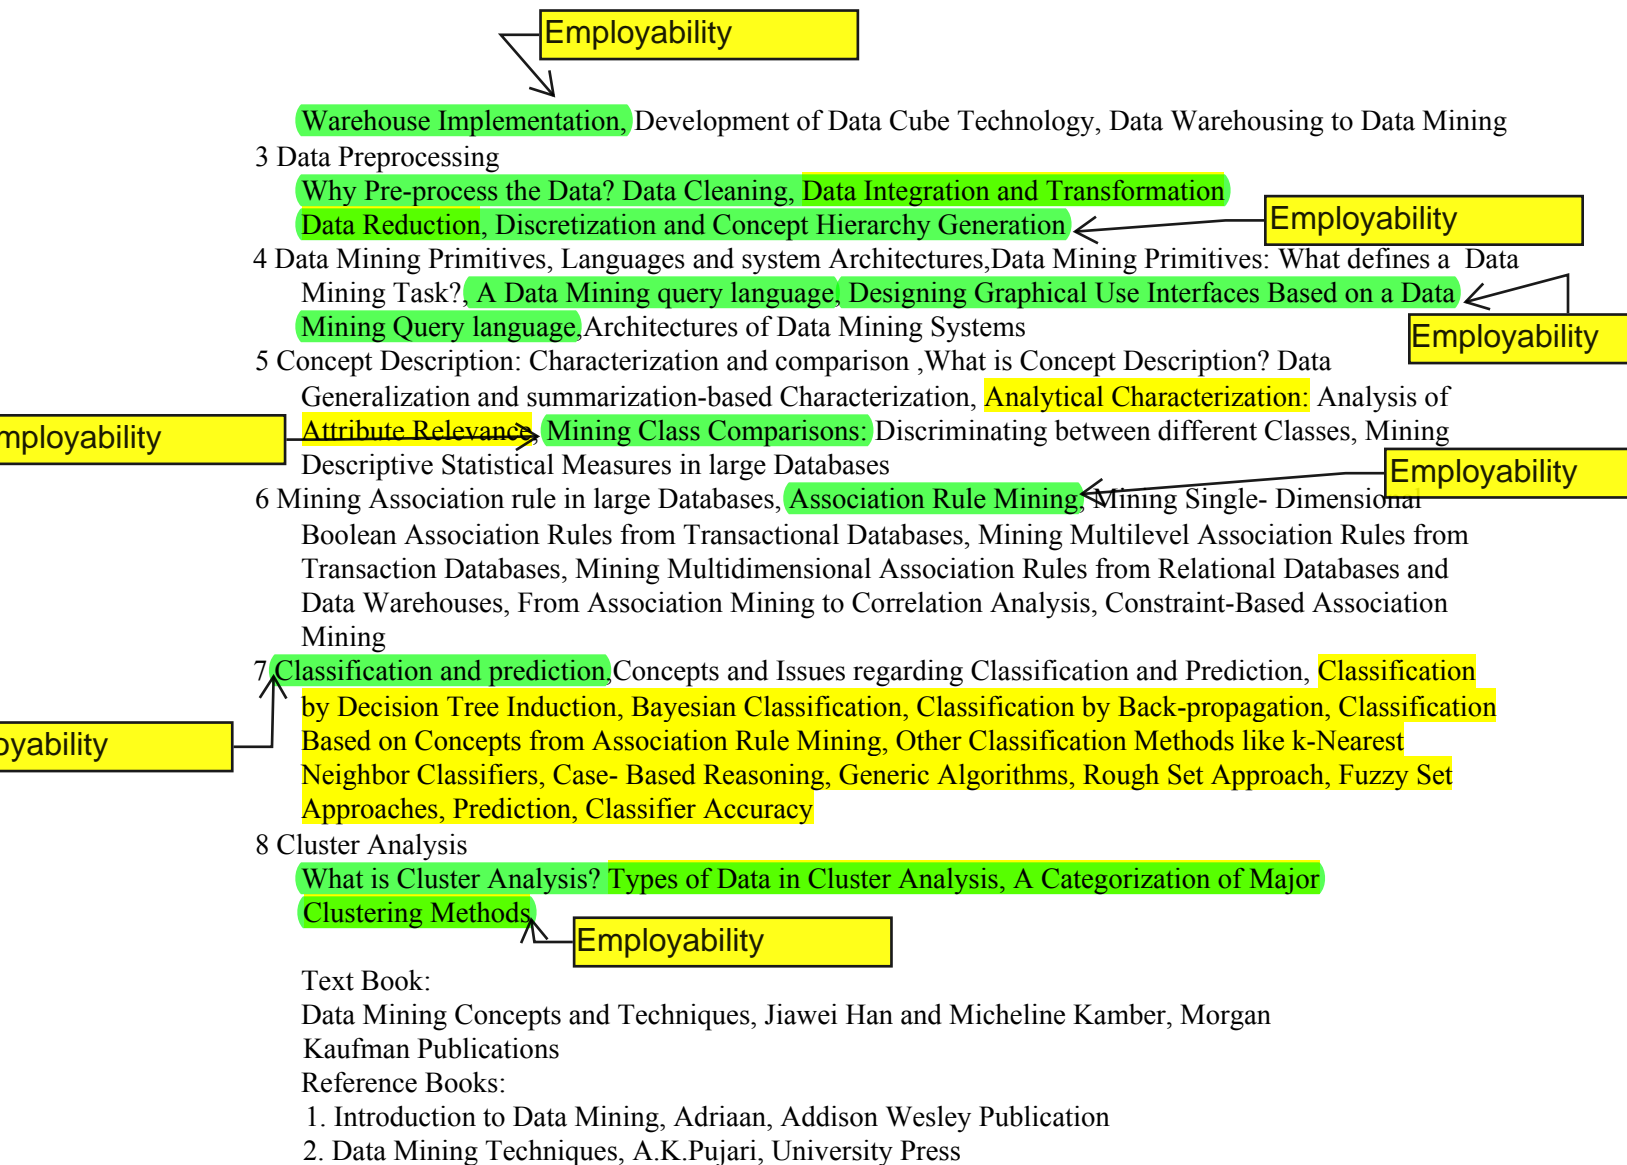 Employability
Warehouse Implementation, Development of Data Cube Technology, Data Warehousing to Data Mining
3 Data Preprocessing
Why Pre-process the Data? Data Cleaning, Data Integration and Transformation
Data Reduction, Discretization and Concept Hierarchy Generation
Employability
4 Data Mining Primitives, Languages and system Architectures,Data Mining Primitives: What defines a Data
Mining Task?, A Data Mining query language, Designing Graphical Use Interfaces Based on a Data
Mining Query language,Architectures of Data Mining Systems
Employability
5 Concept Description: Characterization and comparison ,What is Concept Description? Data
Generalization and summarization-based Characterization, Analytical Characterization: Analysis of
mployability
Attribute Relevance, Mining Class Comparisons: Discriminating between different Classes, Mining
Descriptive Statistical Measures in large Databases
Employability
6 Mining Association rule in large Databases, Association Rule Mining, Mining Single- Dimensional
Boolean Association Rules from Transactional Databases, Mining Multilevel Association Rules from
Transaction Databases, Mining Multidimensional Association Rules from Relational Databases and
Data Warehouses, From Association Mining to Correlation Analysis, Constraint-Based Association
Mining
7 Classification and prediction,Concepts and Issues regarding Classification and Prediction, Classification
by Decision Tree Induction, Bayesian Classification, Classification by Back-propagation, Classification
Based on Concepts from Association Rule Mining, Other Classification Methods like k-Nearest
oyability
Neighbor Classifiers, Case- Based Reasoning, Generic Algorithms, Rough Set Approach, Fuzzy Set
Approaches, Prediction, Classifier Accuracy
8 Cluster Analysis
What is Cluster Analysis? Types of Data in Cluster Analysis, A Categorization of Major
Clustering Methods
Employability
Text Book:
Data Mining Concepts and Techniques, Jiawei Han and Micheline Kamber, Morgan
Kaufman Publications
Reference Books:
1. Introduction to Data Mining, Adriaan, Addison Wesley Publication
2. Data Mining Techniques, A.K.Pujari, University Press